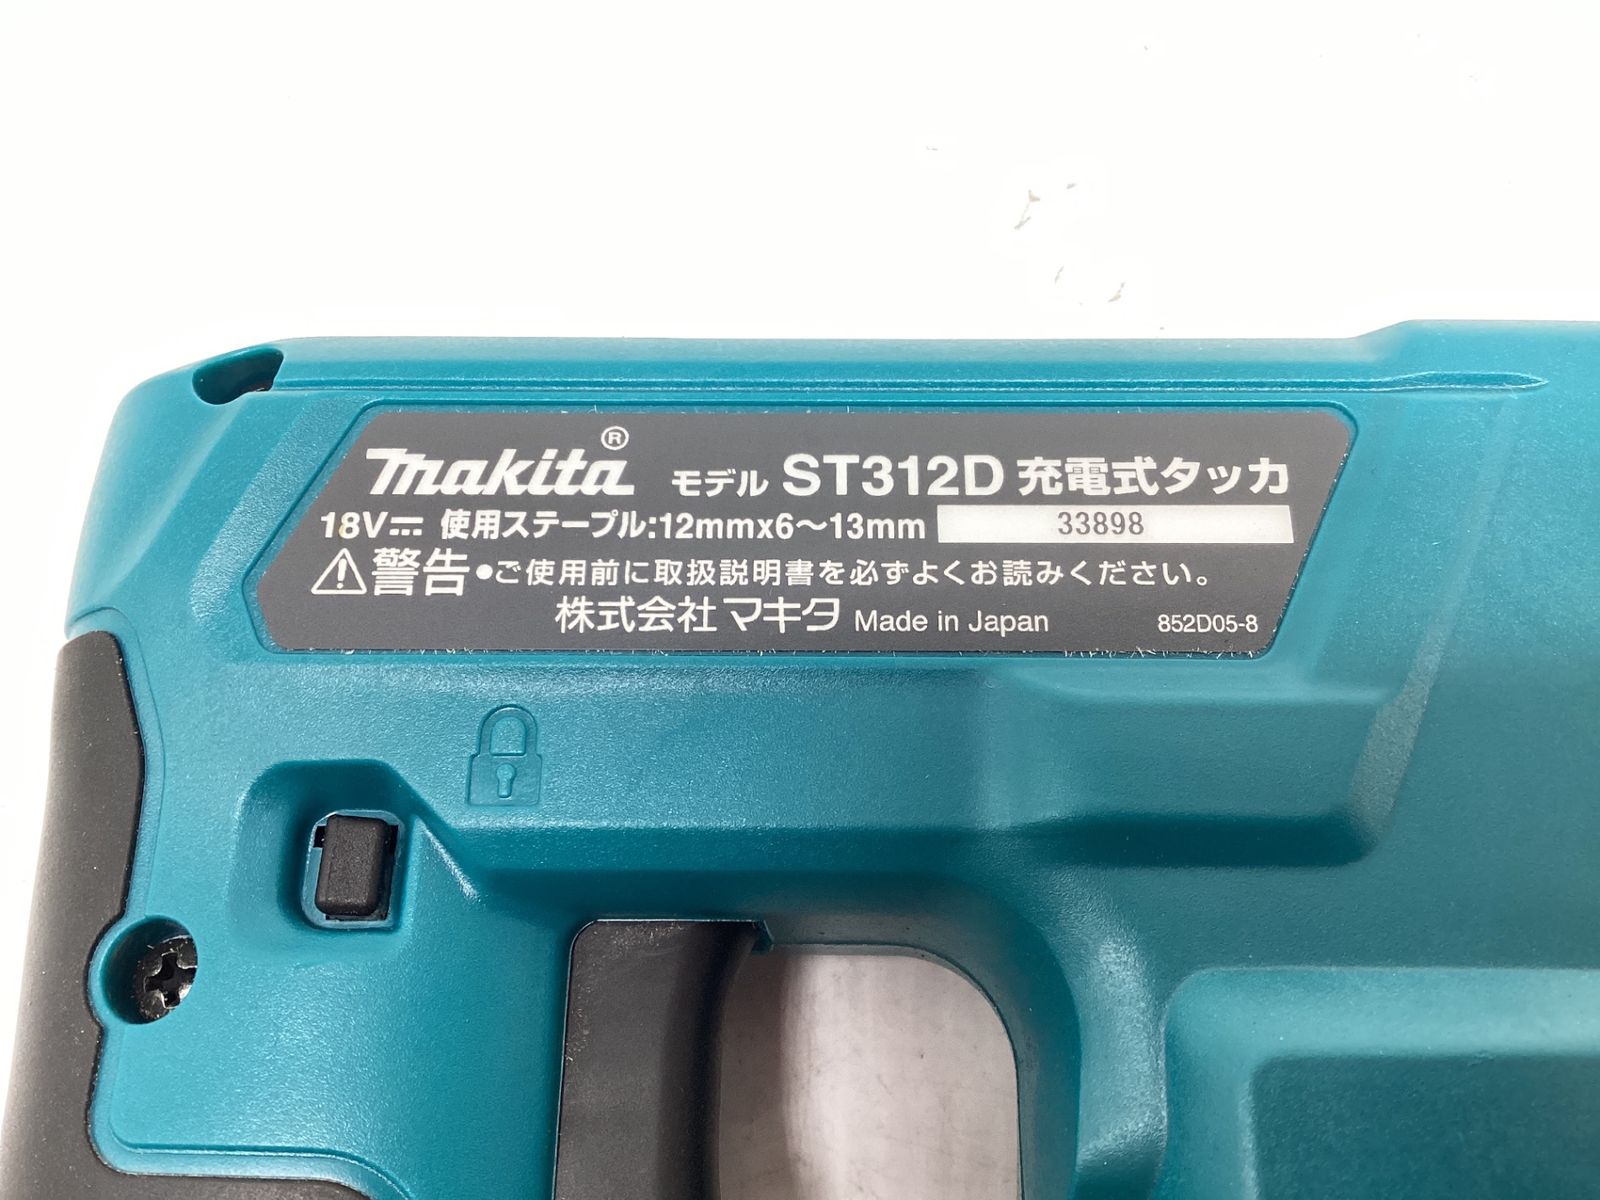 makita® モデル ST312D 充電式タッカ
18V⎓ 使用ステープル:12mmx6～13mm 33898
⚠警告 ●ご使用前に取扱説明書を必ずよくお読みください。
株式会社マキタ Made in Japan 852D05-8